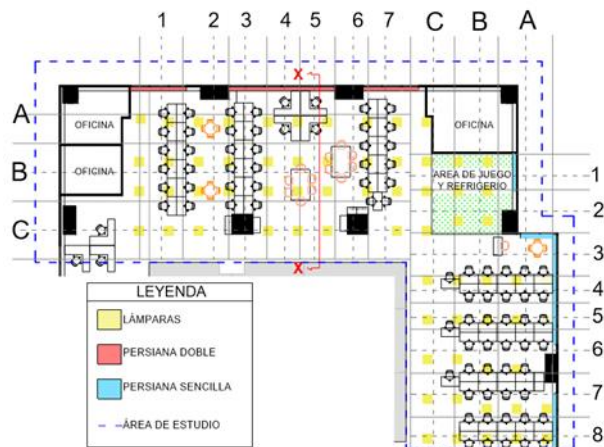 1 2 3 4 5 6 7 C B A
X
A
OFICINA
OFICINA
B
OFICINA
AREA DE JUEGO
Y REFRIGERIO
1
2
C
3
X
LEYENDA
LÁMPARAS
PERSIANA DOBLE
PERSIANA SENCILLA
ÁREA DE ESTUDIO
4
5
6
7
8